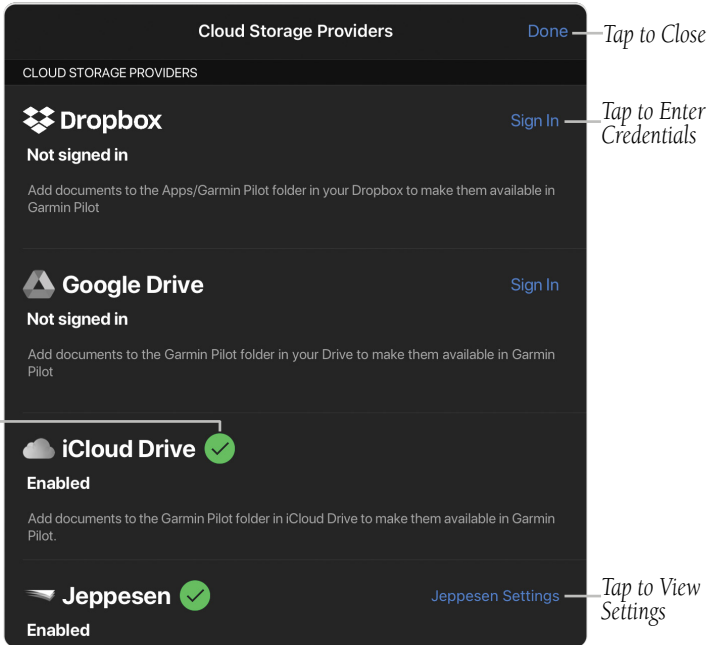 Cloud Storage Providers
Done
Tap to Close
CLOUD STORAGE PROVIDERS
Dropbox
Sign In
Tap to Enter
Credentials
Not signed in
Add documents to the Apps/Garmin Pilot folder in your Dropbox to make them available in
Garmin Pilot
Google Drive
Sign In
Not signed in
Add documents to the Garmin Pilot folder in your Drive to make them available in Garmin
Pilot
iCloud Drive
Enabled
Add documents to the Garmin Pilot folder in iCloud Drive to make them available in Garmin
Pilot.
Jeppesen
Jeppesen Settings
Tap to View
Settings
Enabled